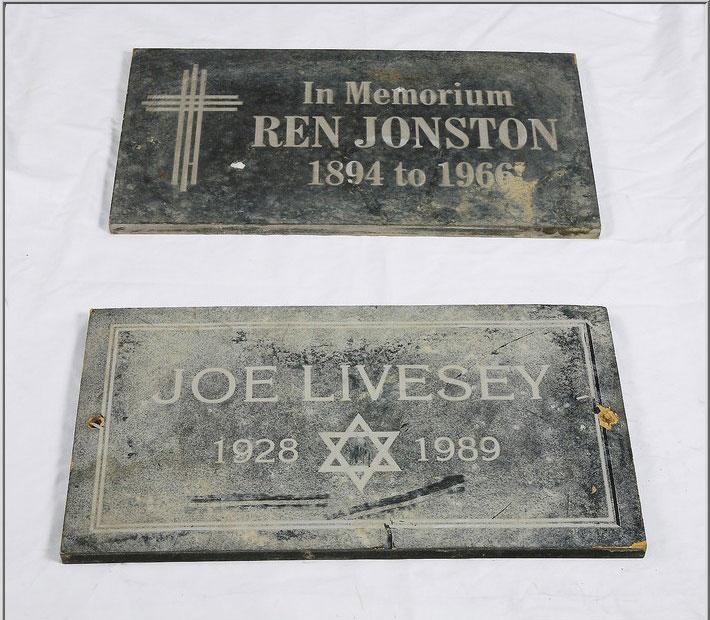 In Memorium
REN JONSTON
1894 to 1966
JOE LIVESEY
1928 1989